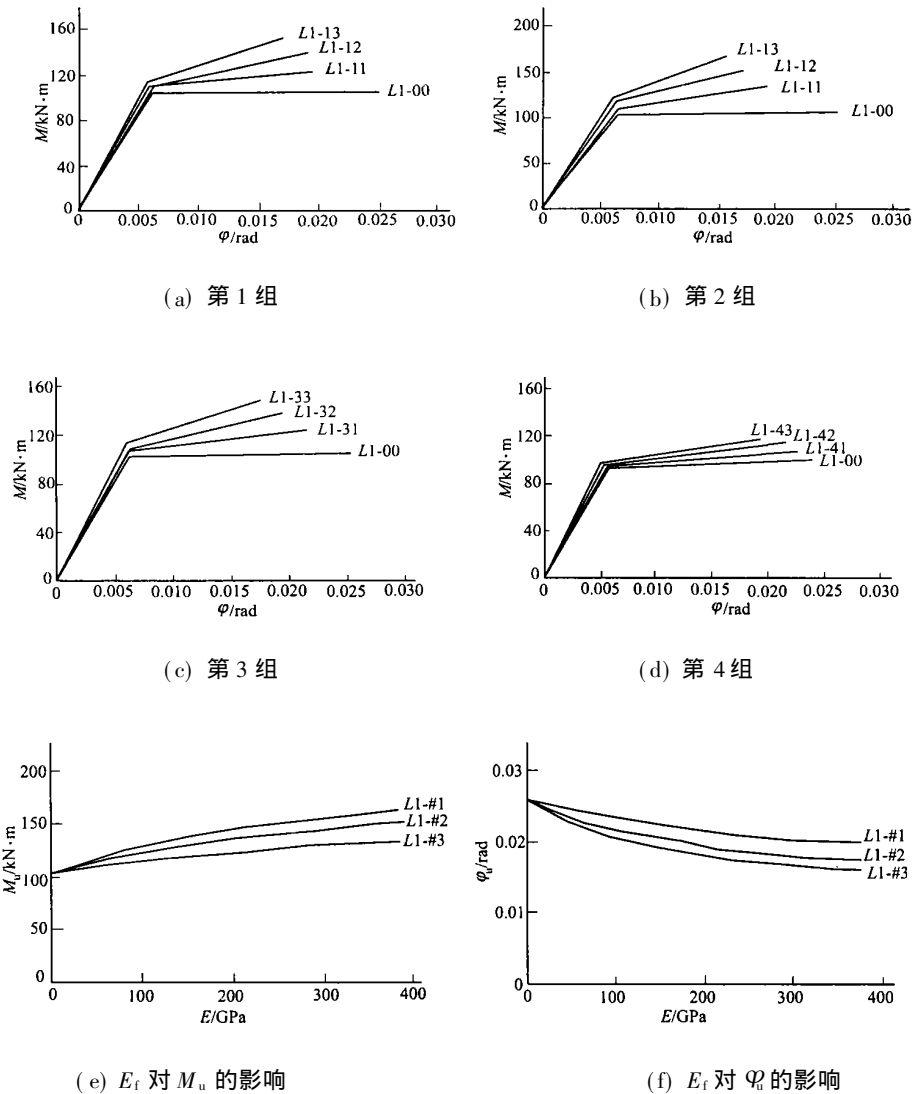 160
120
80
40
0
M/kN·m
L1-13
L1-12
L1-11
L1-00
0 0.005 0.010 0.015 0.020 0.025 0.030
φ/rad
(a) 第 1 组
200
150
100
50
0
M/kN·m
L1-13
L1-12
L1-11
L1-00
0 0.005 0.010 0.015 0.020 0.025 0.030
φ/rad
(b) 第 2 组
160
120
80
40
0
M/kN·m
L1-33
L1-32
L1-31
L1-00
0 0.005 0.010 0.015 0.020 0.025 0.030
φ/rad
(c) 第 3 组
160
120
80
40
0
M/kN·m
L1-43
L1-42
L1-41
L1-00
0 0.005 0.010 0.015 0.020 0.025 0.030
φ/rad
(d) 第 4 组
200
150
100
50
0
Mu/kN·m
L1-#1
L1-#2
L1-#3
0 100 200 300 400
E/GPa
(e) Ef 对 Mu 的影响
0.03
0.02
0.01
0
φu/rad
L1-#1
L1-#2
L1-#3
0 100 200 300 400
E/GPa
(f) Ef 对 φu 的影响